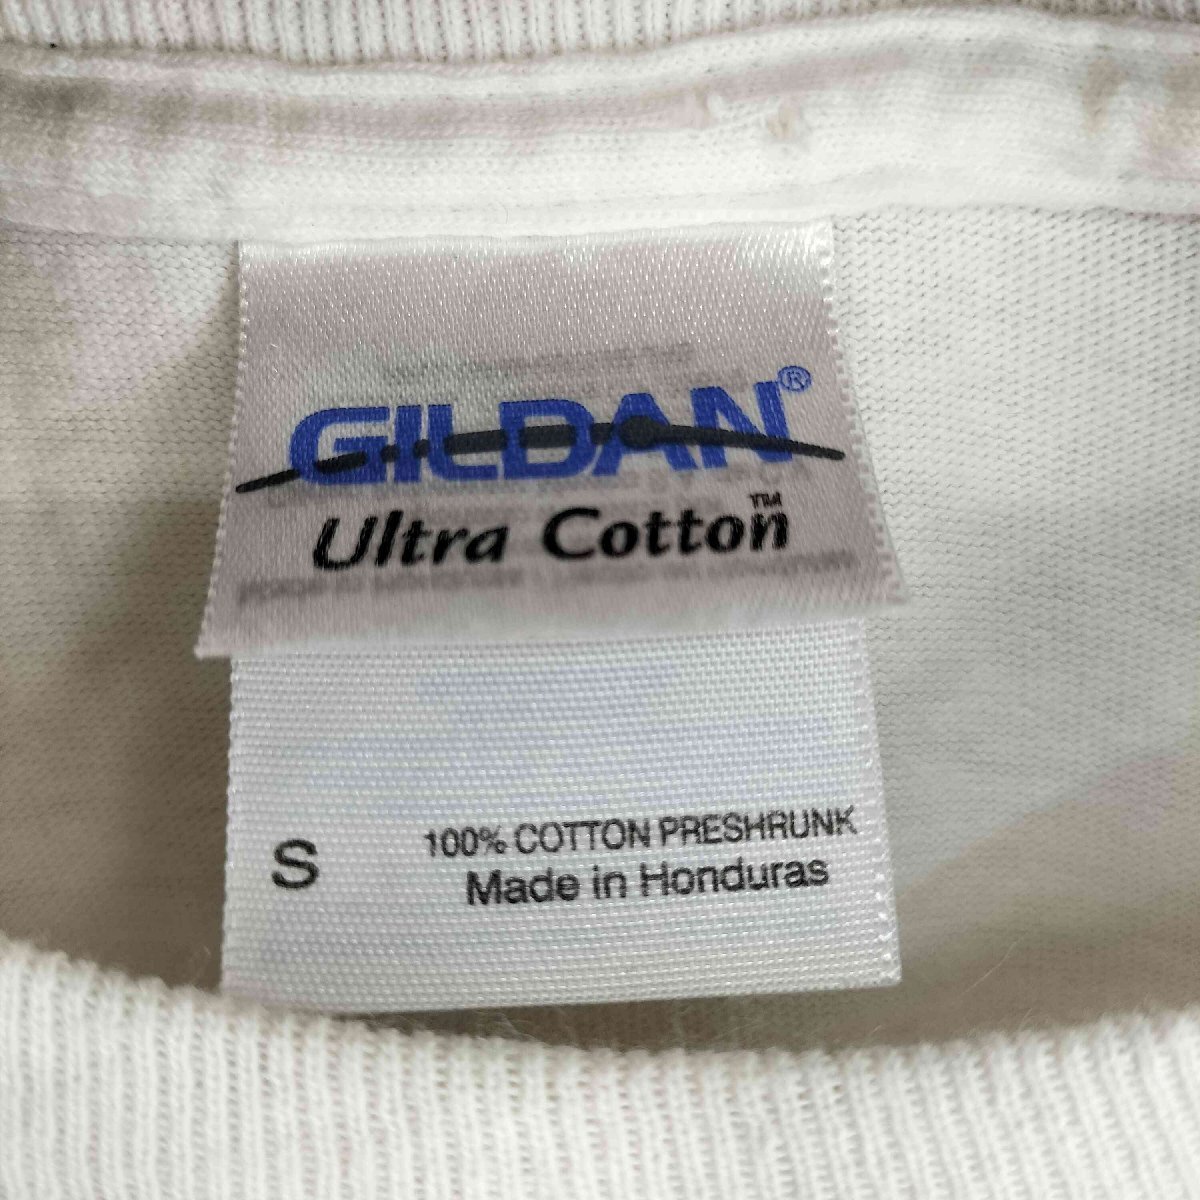 GILDAN®
Ultra Cotton™
S
100% COTTON PRESHRUNK
Made in Honduras